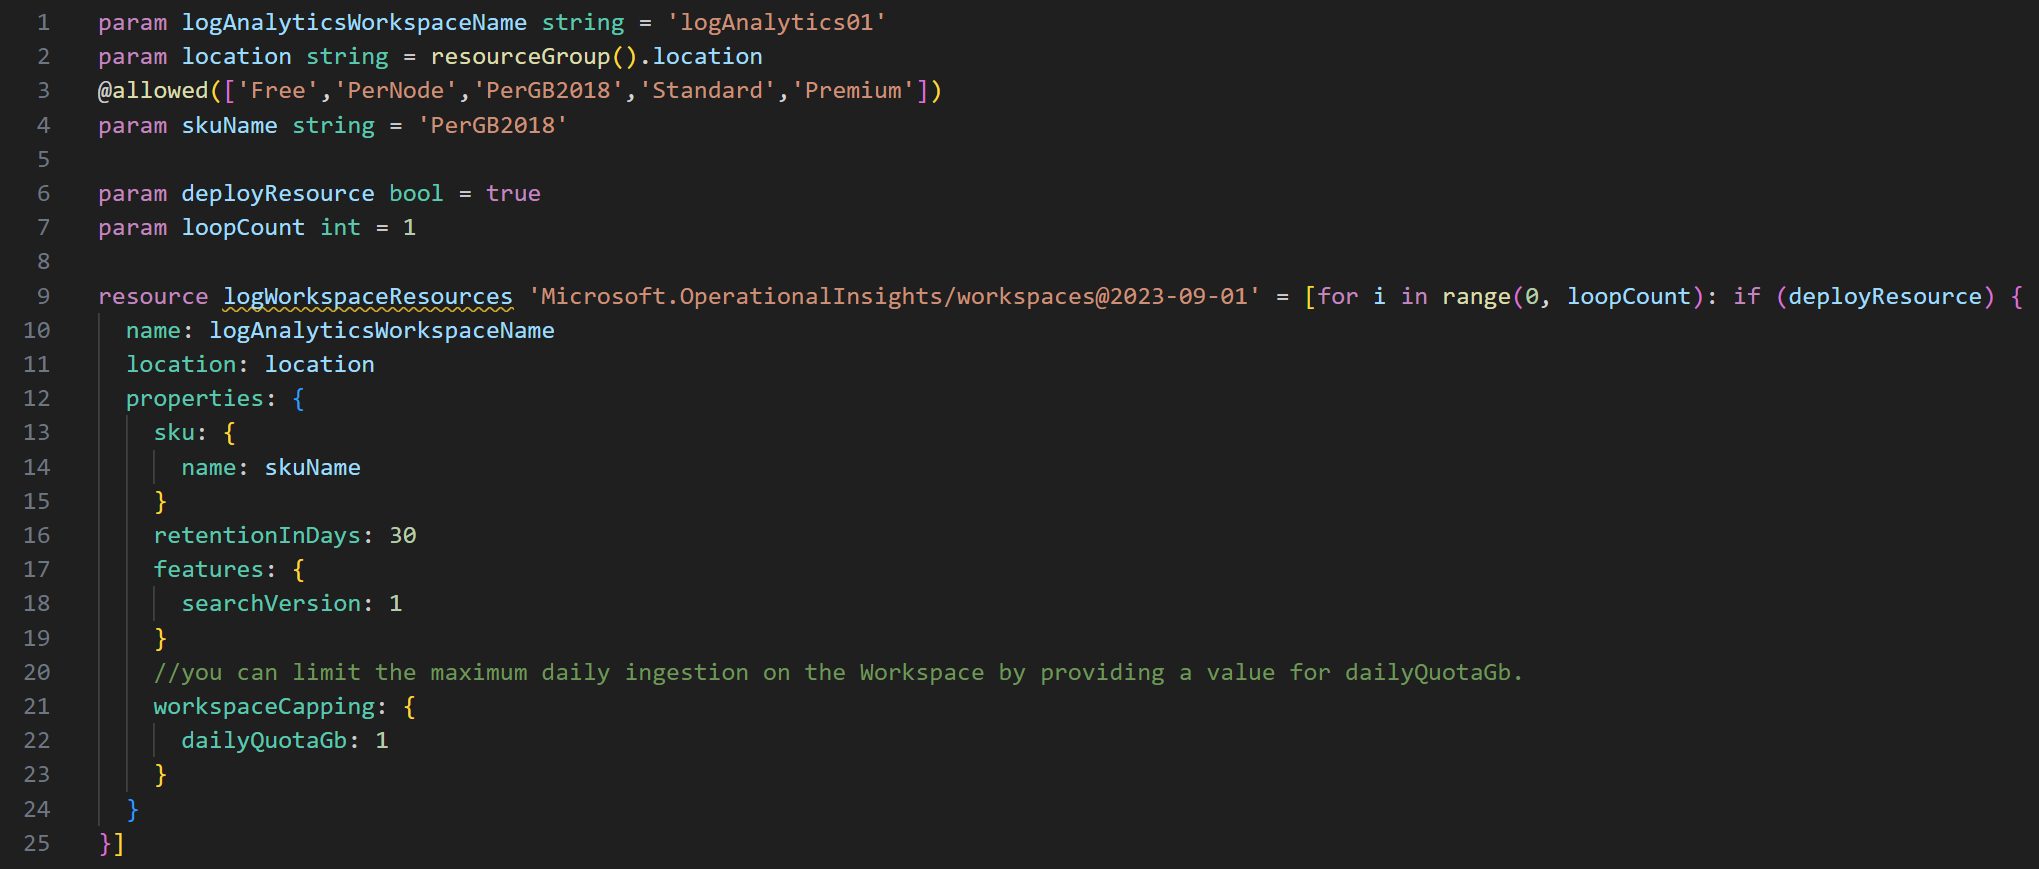 1 param logAnalyticsWorkspaceName string = 'logAnalytics01'
2 param location string = resourceGroup().location
3 @allowed(['Free','PerNode','PerGB2018','Standard','Premium'])
4 param skuName string = 'PerGB2018'
5
6 param deployResource bool = true
7 param loopCount int = 1
8
9 resource logWorkspaceResources 'Microsoft.OperationalInsights/workspaces@2023-09-01' = [for i in range(0, loopCount): if (deployResource) {
10   name: logAnalyticsWorkspaceName
11   location: location
12   properties: {
13     sku: {
14       name: skuName
15     }
16     retentionInDays: 30
17     features: {
18       searchVersion: 1
19     }
20     //you can limit the maximum daily ingestion on the Workspace by providing a value for dailyQuotaGb.
21     workspaceCapping: {
22       dailyQuotaGb: 1
23     }
24   }
25 }]